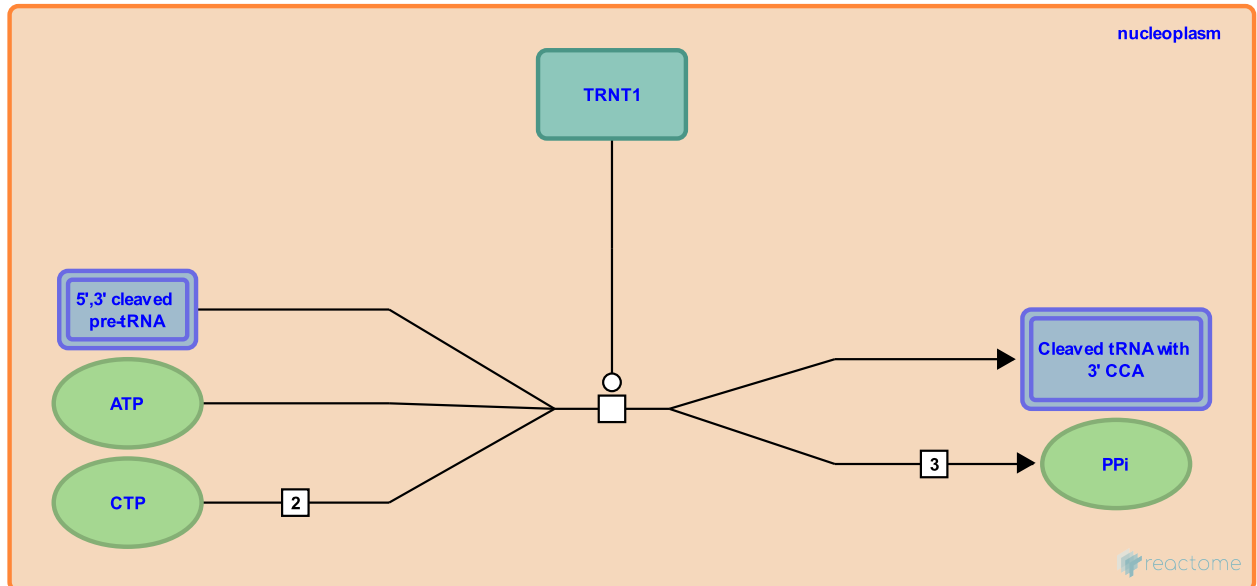 nucleoplasm
TRNT1
5',3' cleaved
pre-tRNA
ATP
CTP
2
Cleaved tRNA with
3' CCA
3
PPi
reactome